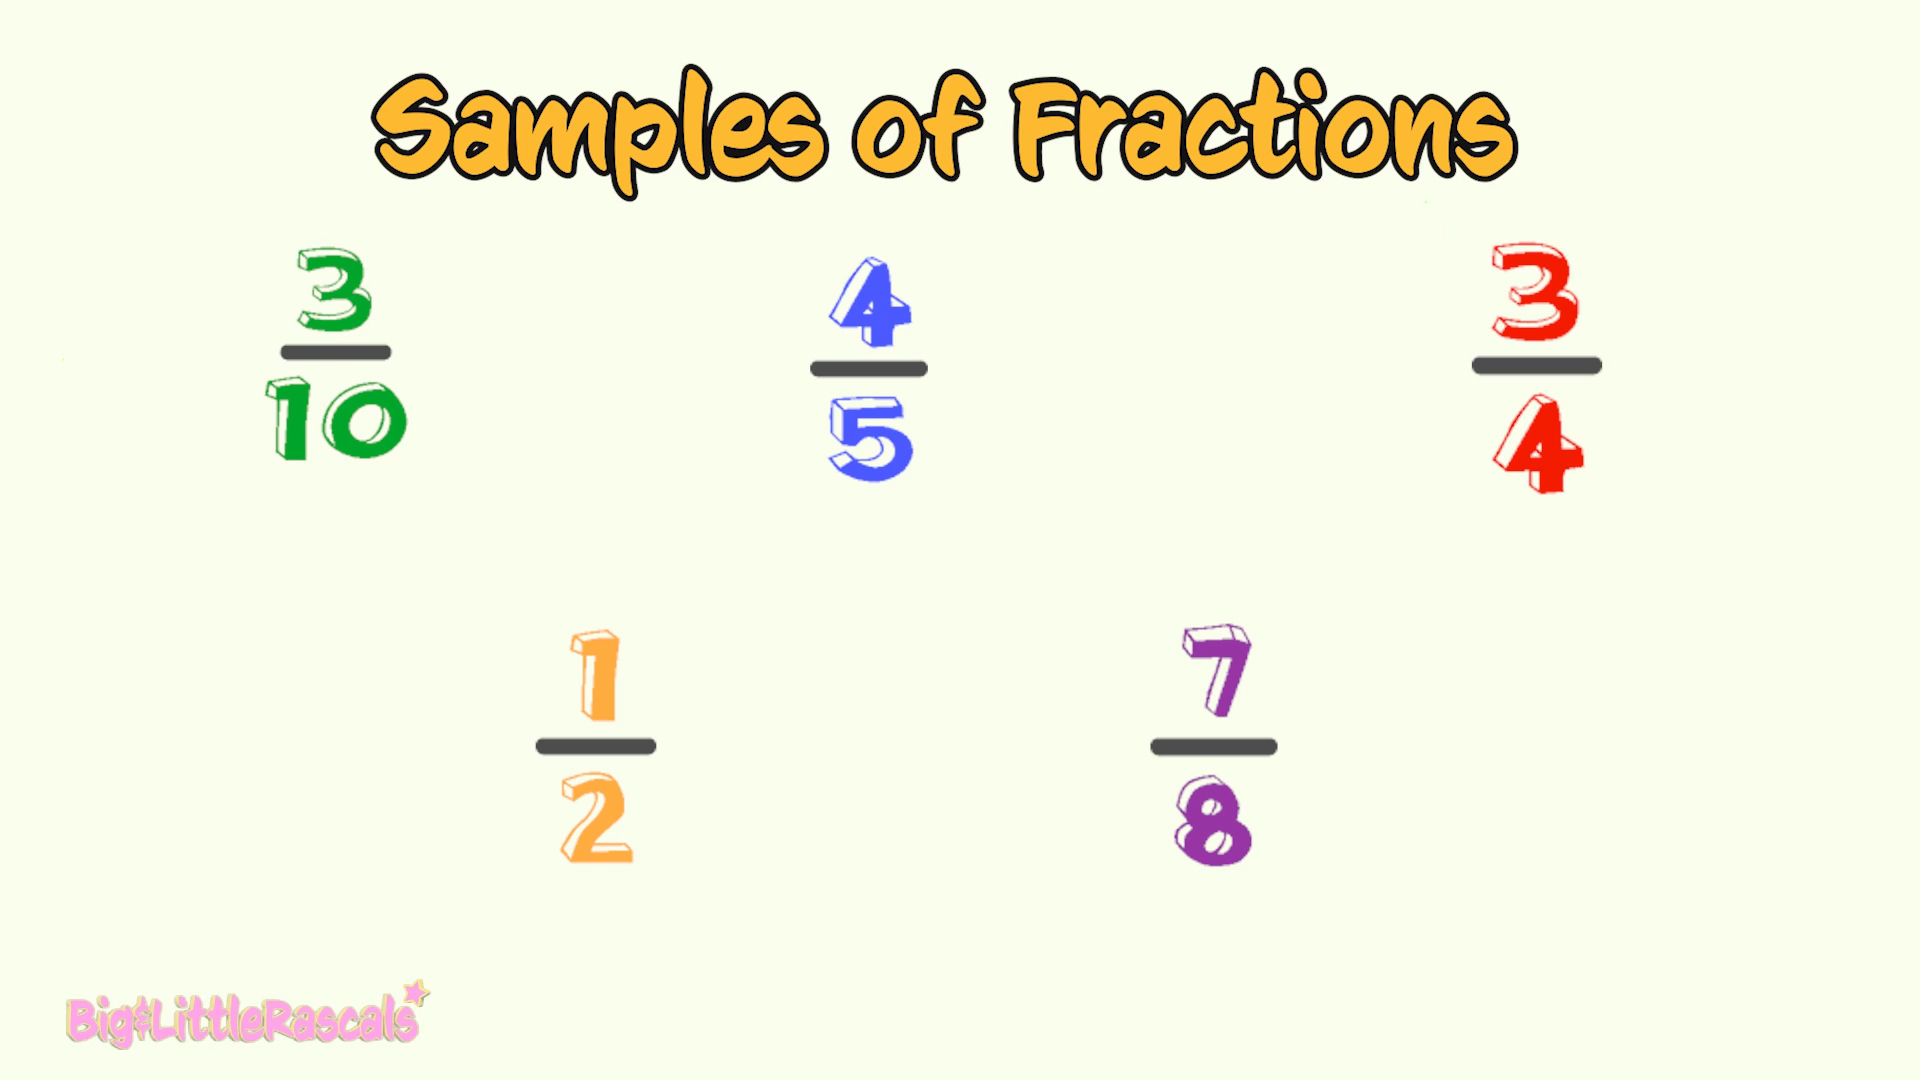 Samples of Fractions
3/10
4/5
3/4
1/2
7/8
Big&LittleRascals